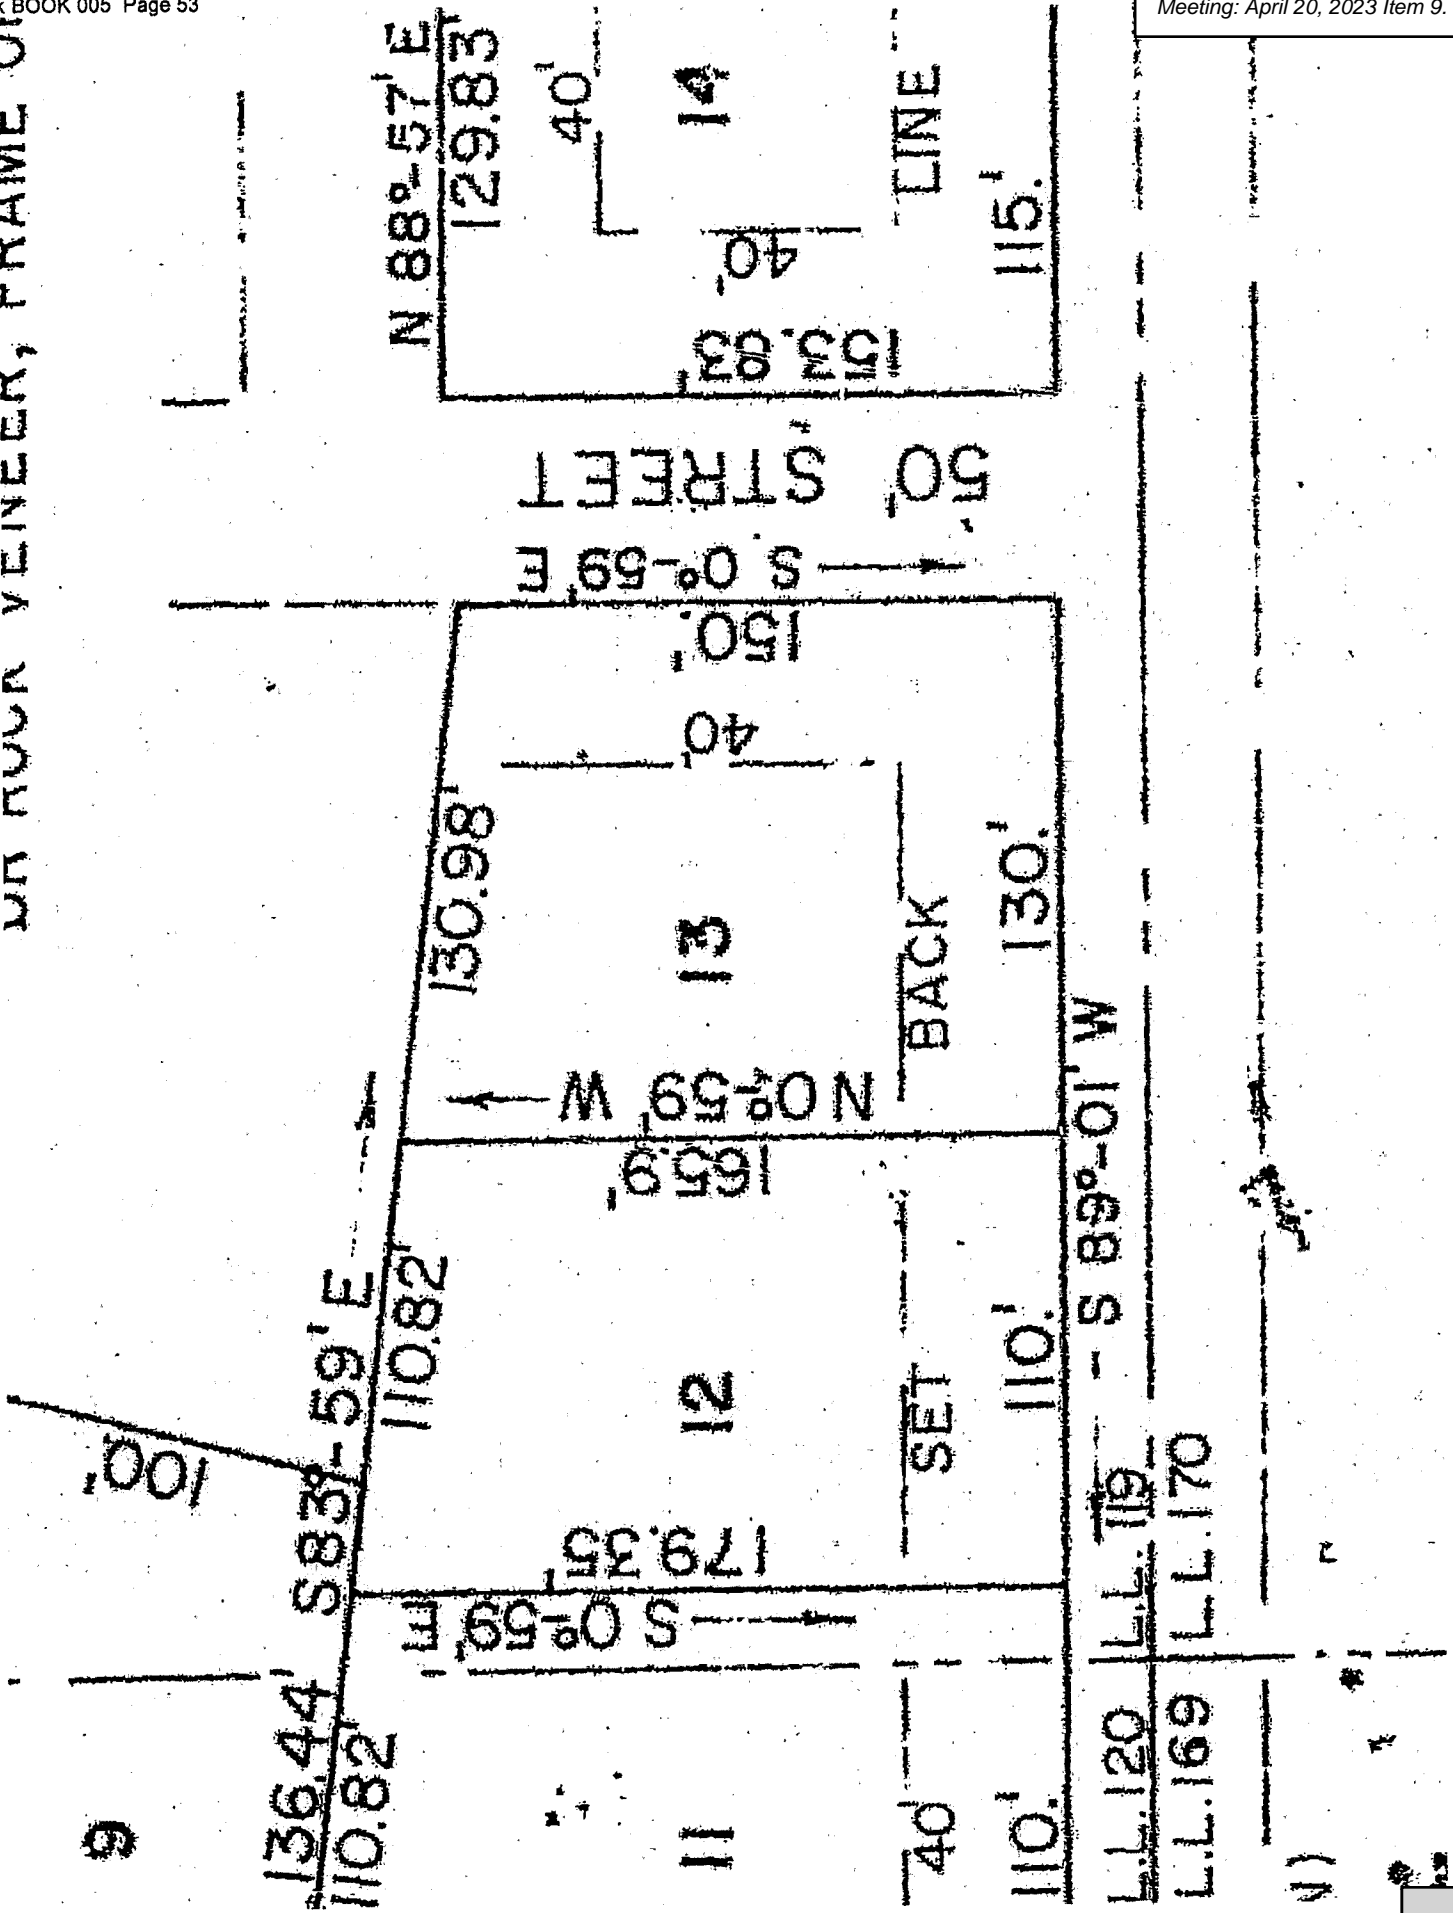 BOOK 005 Page 53
Meeting: April 20, 2023 Item 9.
VENEER, FRAME
N 88°-57' E
129.83'
40'
14
LINE
40'
115.'
153.83'
50' STREET
S 0°-59' E
150.'
40'
130.98'
13
BACK
130.'
N 0°-59' W
165.9'
S 83°-59' E
110.82'
12
SET
110.'
S 89°-01' W
100.'
179.35'
S 0°-59' E
L.L. 119
L.L. 170
136.44'
110.82'
9
11
40'
110.'
L.L. 120
L.L. 169